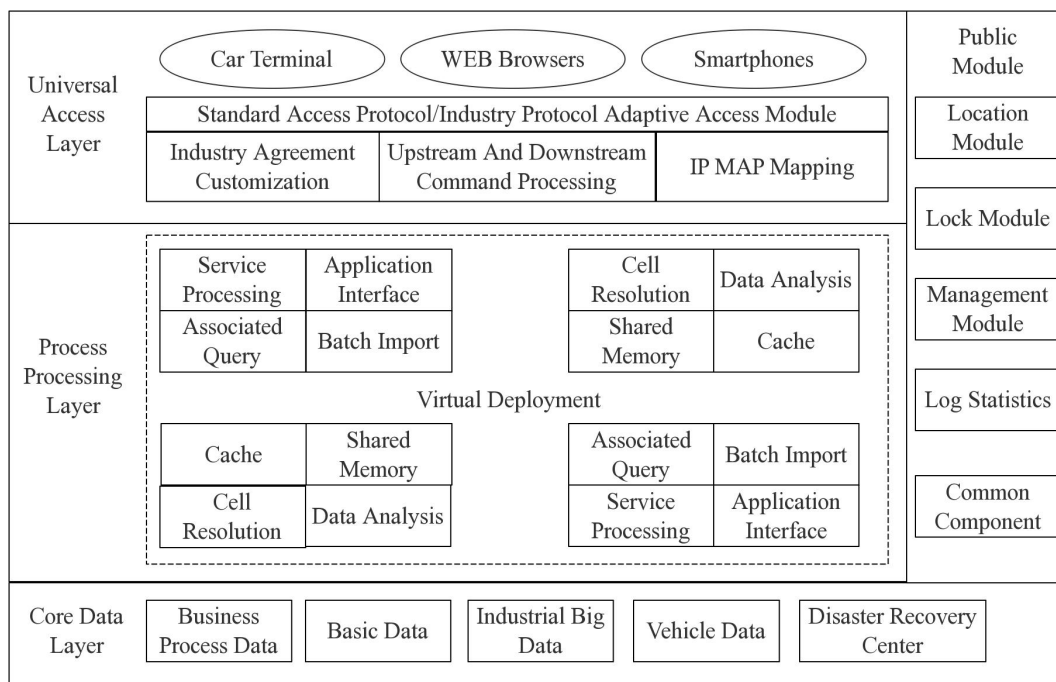 Universal
Access
Layer
Car Terminal
WEB Browsers
Smartphones
Standard Access Protocol/Industry Protocol Adaptive Access Module
Industry Agreement
Customization
Upstream And Downstream
Command Processing
IP MAP Mapping
Process
Processing
Layer
Service
Processing
Application
Interface
Associated
Query
Batch Import
Cell
Resolution
Data Analysis
Shared
Memory
Cache
Virtual Deployment
Cache
Shared
Memory
Cell
Resolution
Data Analysis
Associated
Query
Batch Import
Service
Processing
Application
Interface
Public
Module
Location
Module
Lock Module
Management
Module
Log Statistics
Common
Component
Core Data
Layer
Business
Process Data
Basic Data
Industrial Big
Data
Vehicle Data
Disaster Recovery
Center